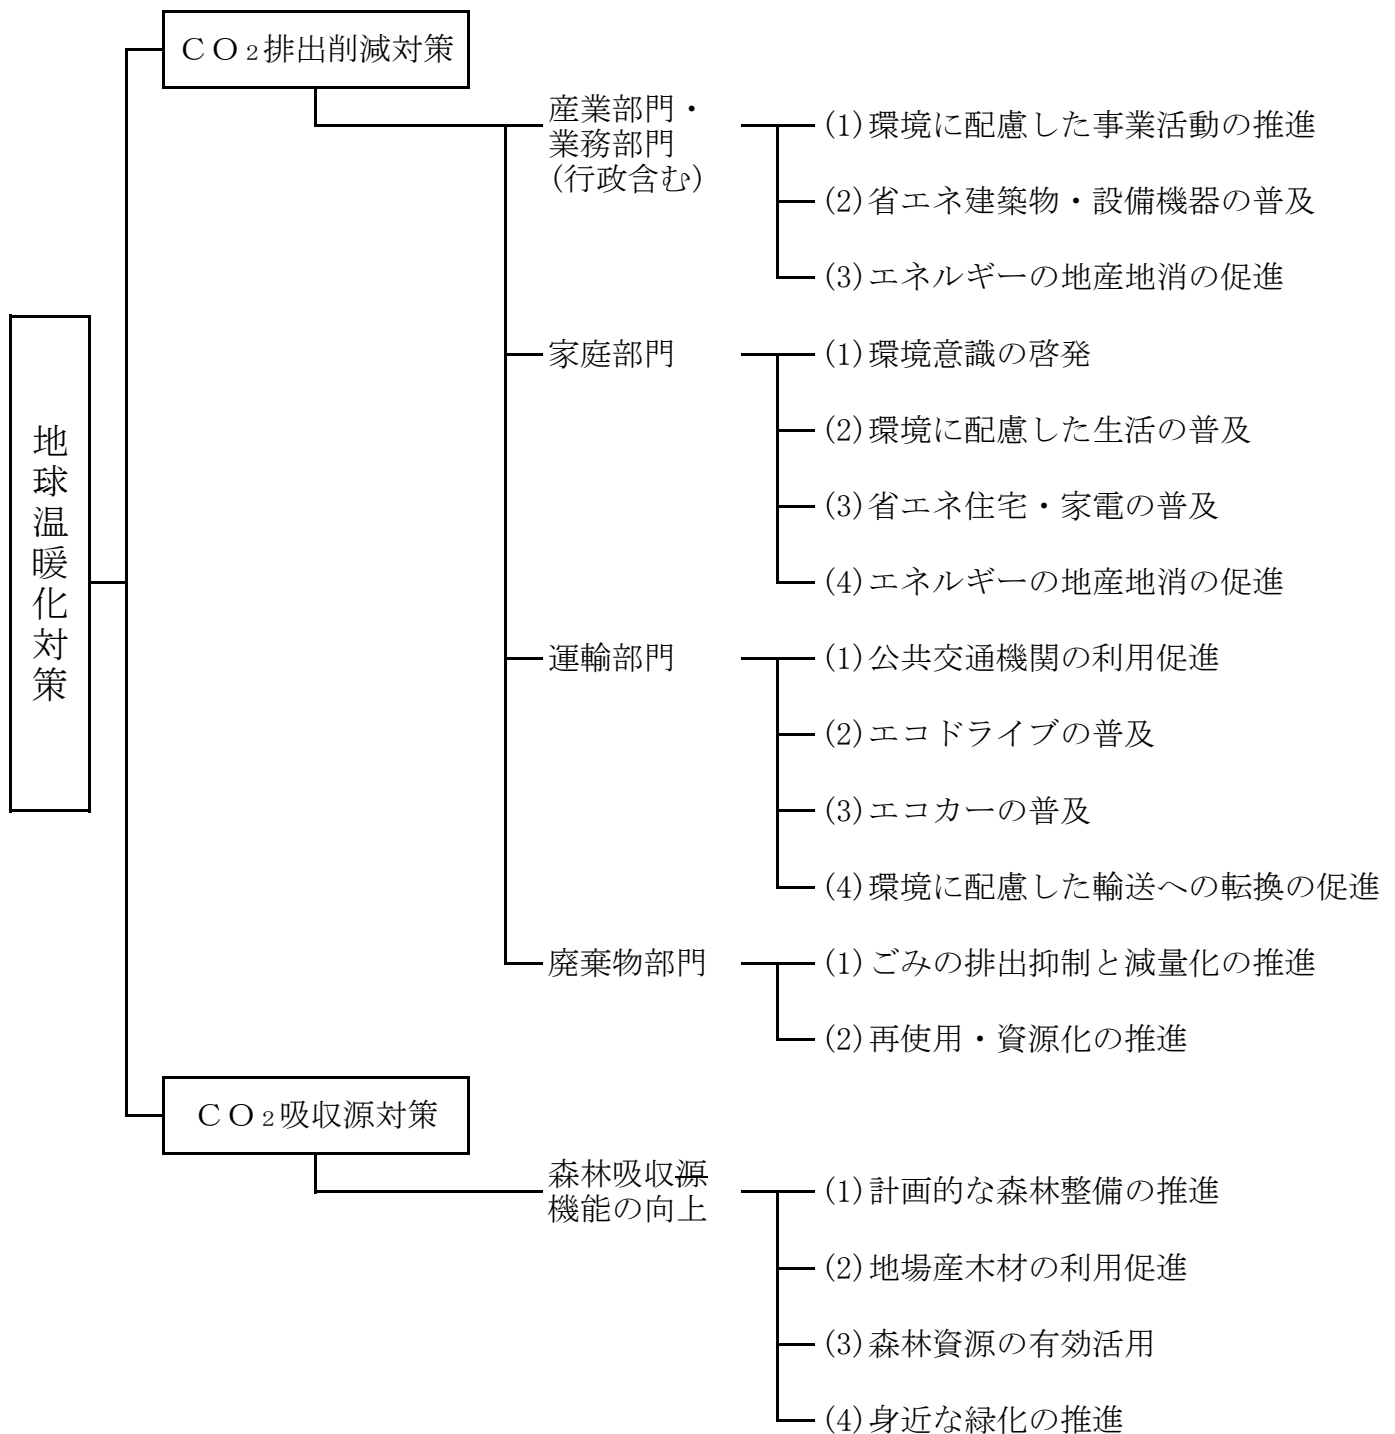 地球温暖化対策
ＣＯ₂排出削減対策
産業部門・
業務部門
(行政含む)
(1)環境に配慮した事業活動の推進
(2)省エネ建築物・設備機器の普及
(3)エネルギーの地産地消の促進
家庭部門
(1)環境意識の啓発
(2)環境に配慮した生活の普及
(3)省エネ住宅・家電の普及
(4)エネルギーの地産地消の促進
運輸部門
(1)公共交通機関の利用促進
(2)エコドライブの普及
(3)エコカーの普及
(4)環境に配慮した輸送への転換の促進
廃棄物部門
(1)ごみの排出抑制と減量化の推進
(2)再使用・資源化の推進
ＣＯ₂吸収源対策
森林吸収源
機能の向上
(1)計画的な森林整備の推進
(2)地場産木材の利用促進
(3)森林資源の有効活用
(4)身近な緑化の推進